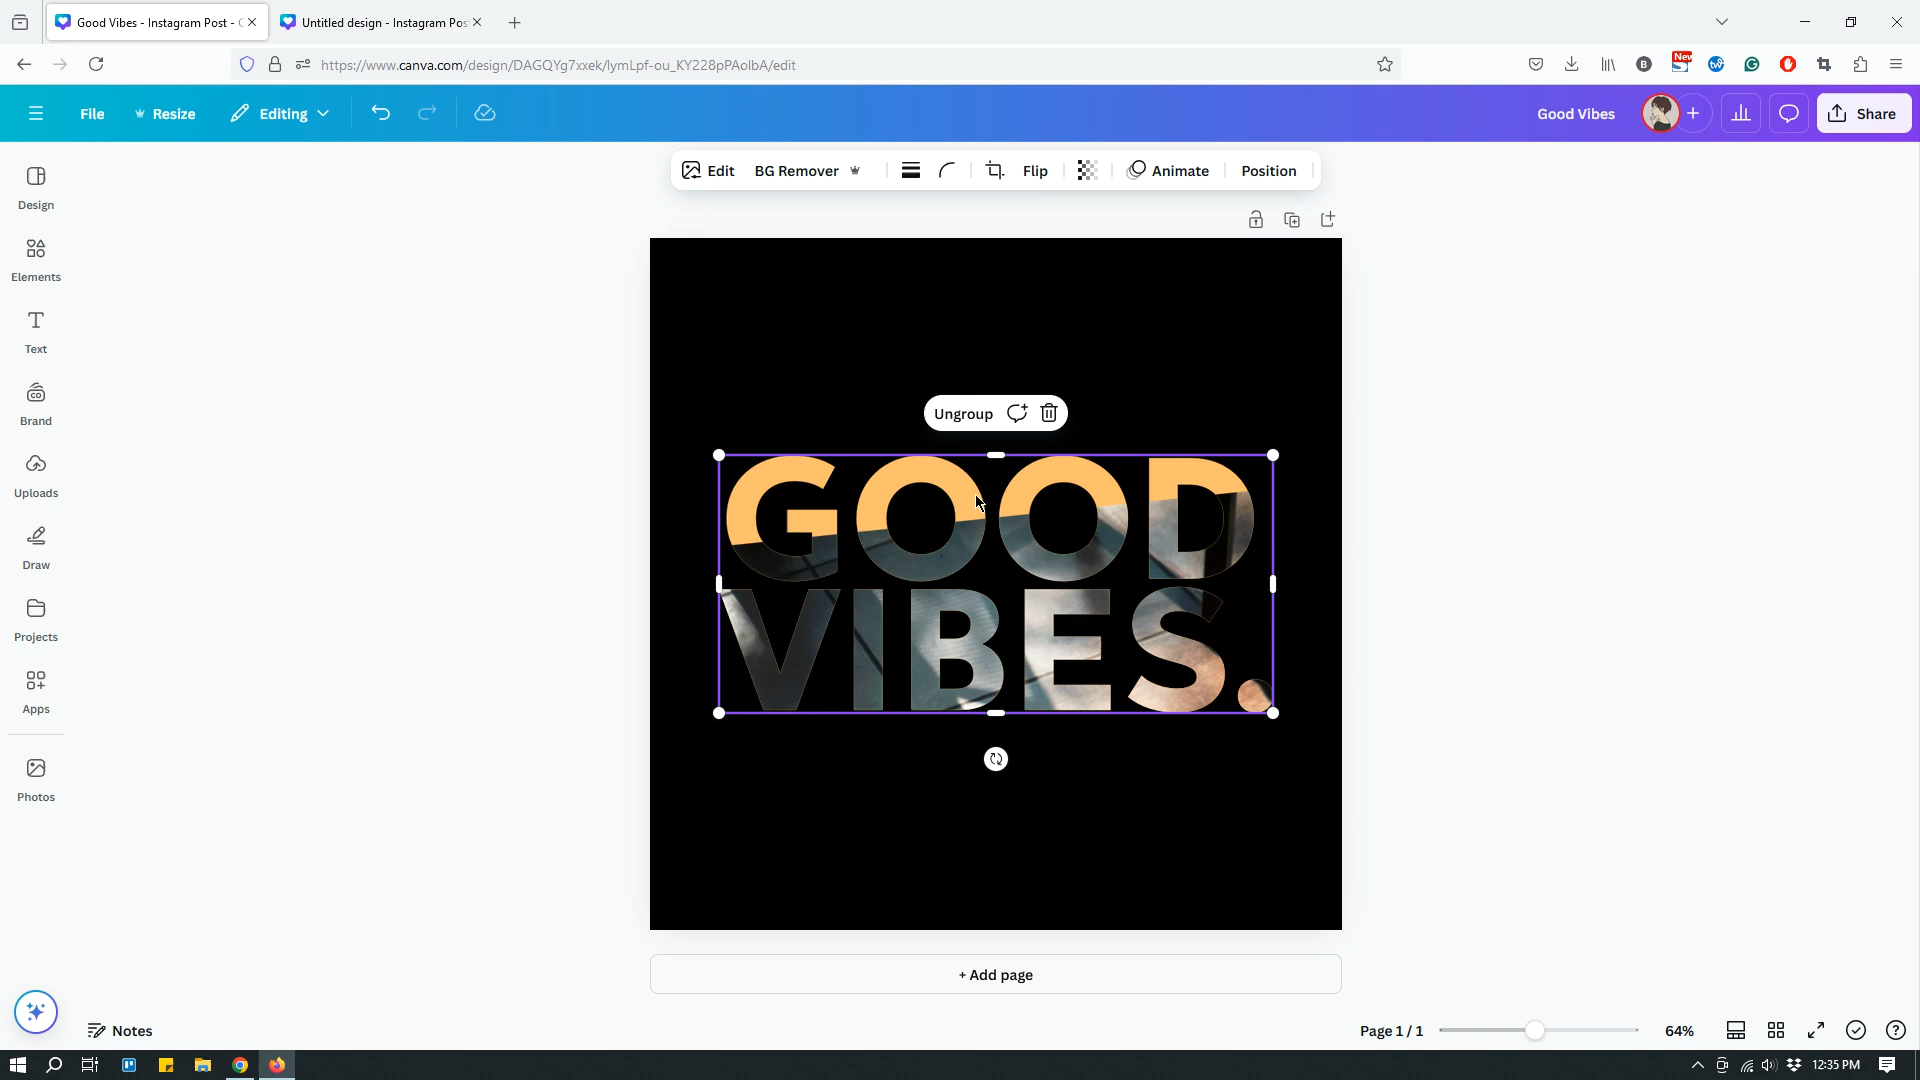 Good Vibes - Instagram Post - C
Untitled design - Instagram Pos
https://www.canva.com/design/DAGQYg7xxek/lymLpf-ou_KY228pPAolbA/edit
New
File
Resize
Editing
Good Vibes
Share
Edit
BG Remover
Flip
Animate
Position
Design
Elements
Text
Brand
Uploads
Draw
Projects
Apps
Photos
Ungroup
GOOD
VIBES.
+ Add page
Notes
Page 1 / 1
64%
12:35 PM